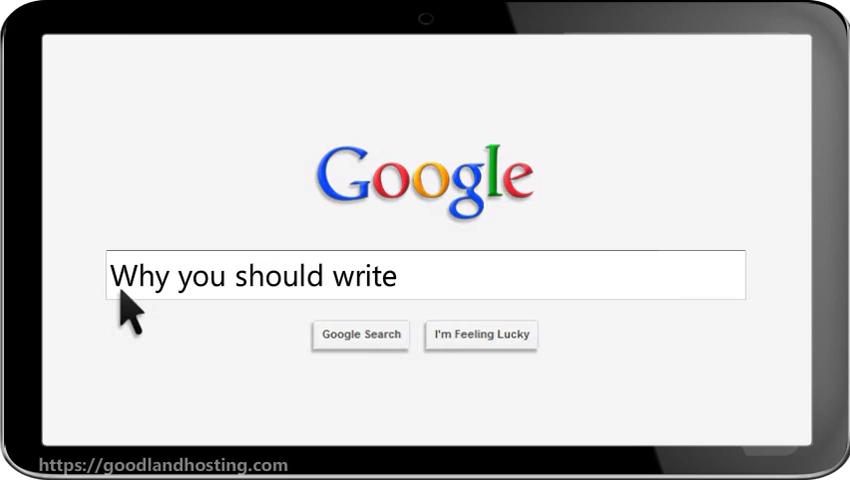 Google
Why you should write
Google Search
I'm Feeling Lucky
https://goodlandhosting.com